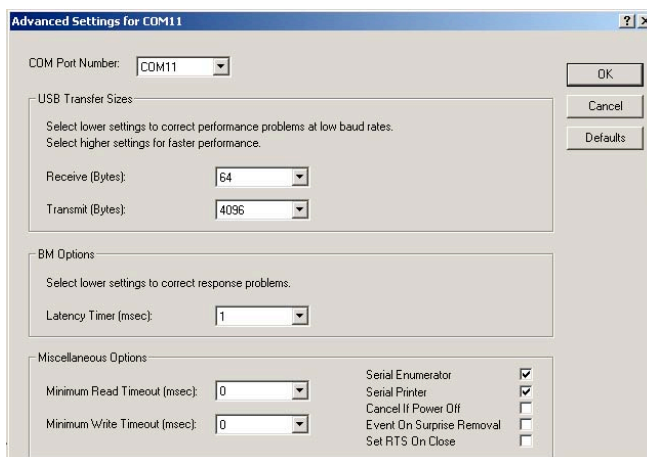 Advanced Settings for COM11
COM Port Number: COM11
OK
Cancel
Defaults
USB Transfer Sizes
Select lower settings to correct performance problems at low baud rates.
Select higher settings for faster performance.
Receive (Bytes): 64
Transmit (Bytes): 4096
BM Options
Select lower settings to correct response problems.
Latency Timer (msec): 1
Miscellaneous Options
Minimum Read Timeout (msec): 0
Minimum Write Timeout (msec): 0
Serial Enumerator
Serial Printer
Cancel If Power Off
Event On Surprise Removal
Set RTS On Close